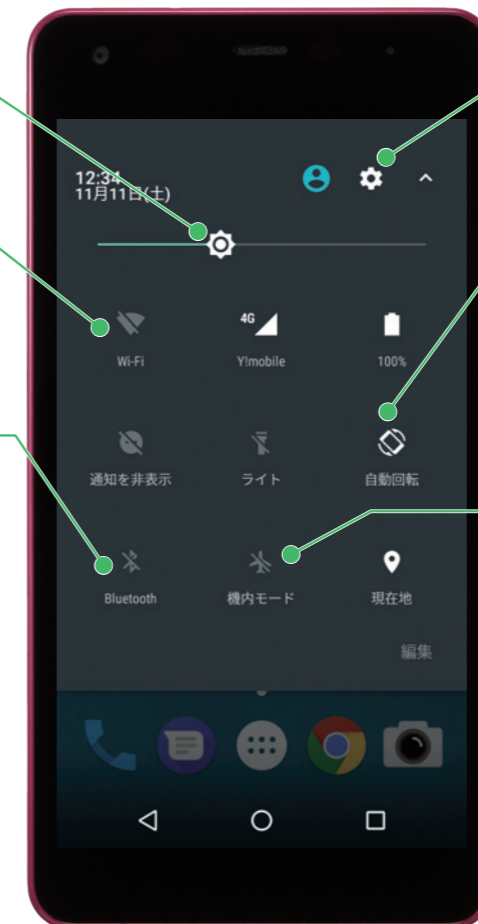 12:34
11月11日(土)
Wi-Fi
4G
Y!mobile
100%
通知を非表示
ライト
自動回転
Bluetooth
機内モード
現在地
編集